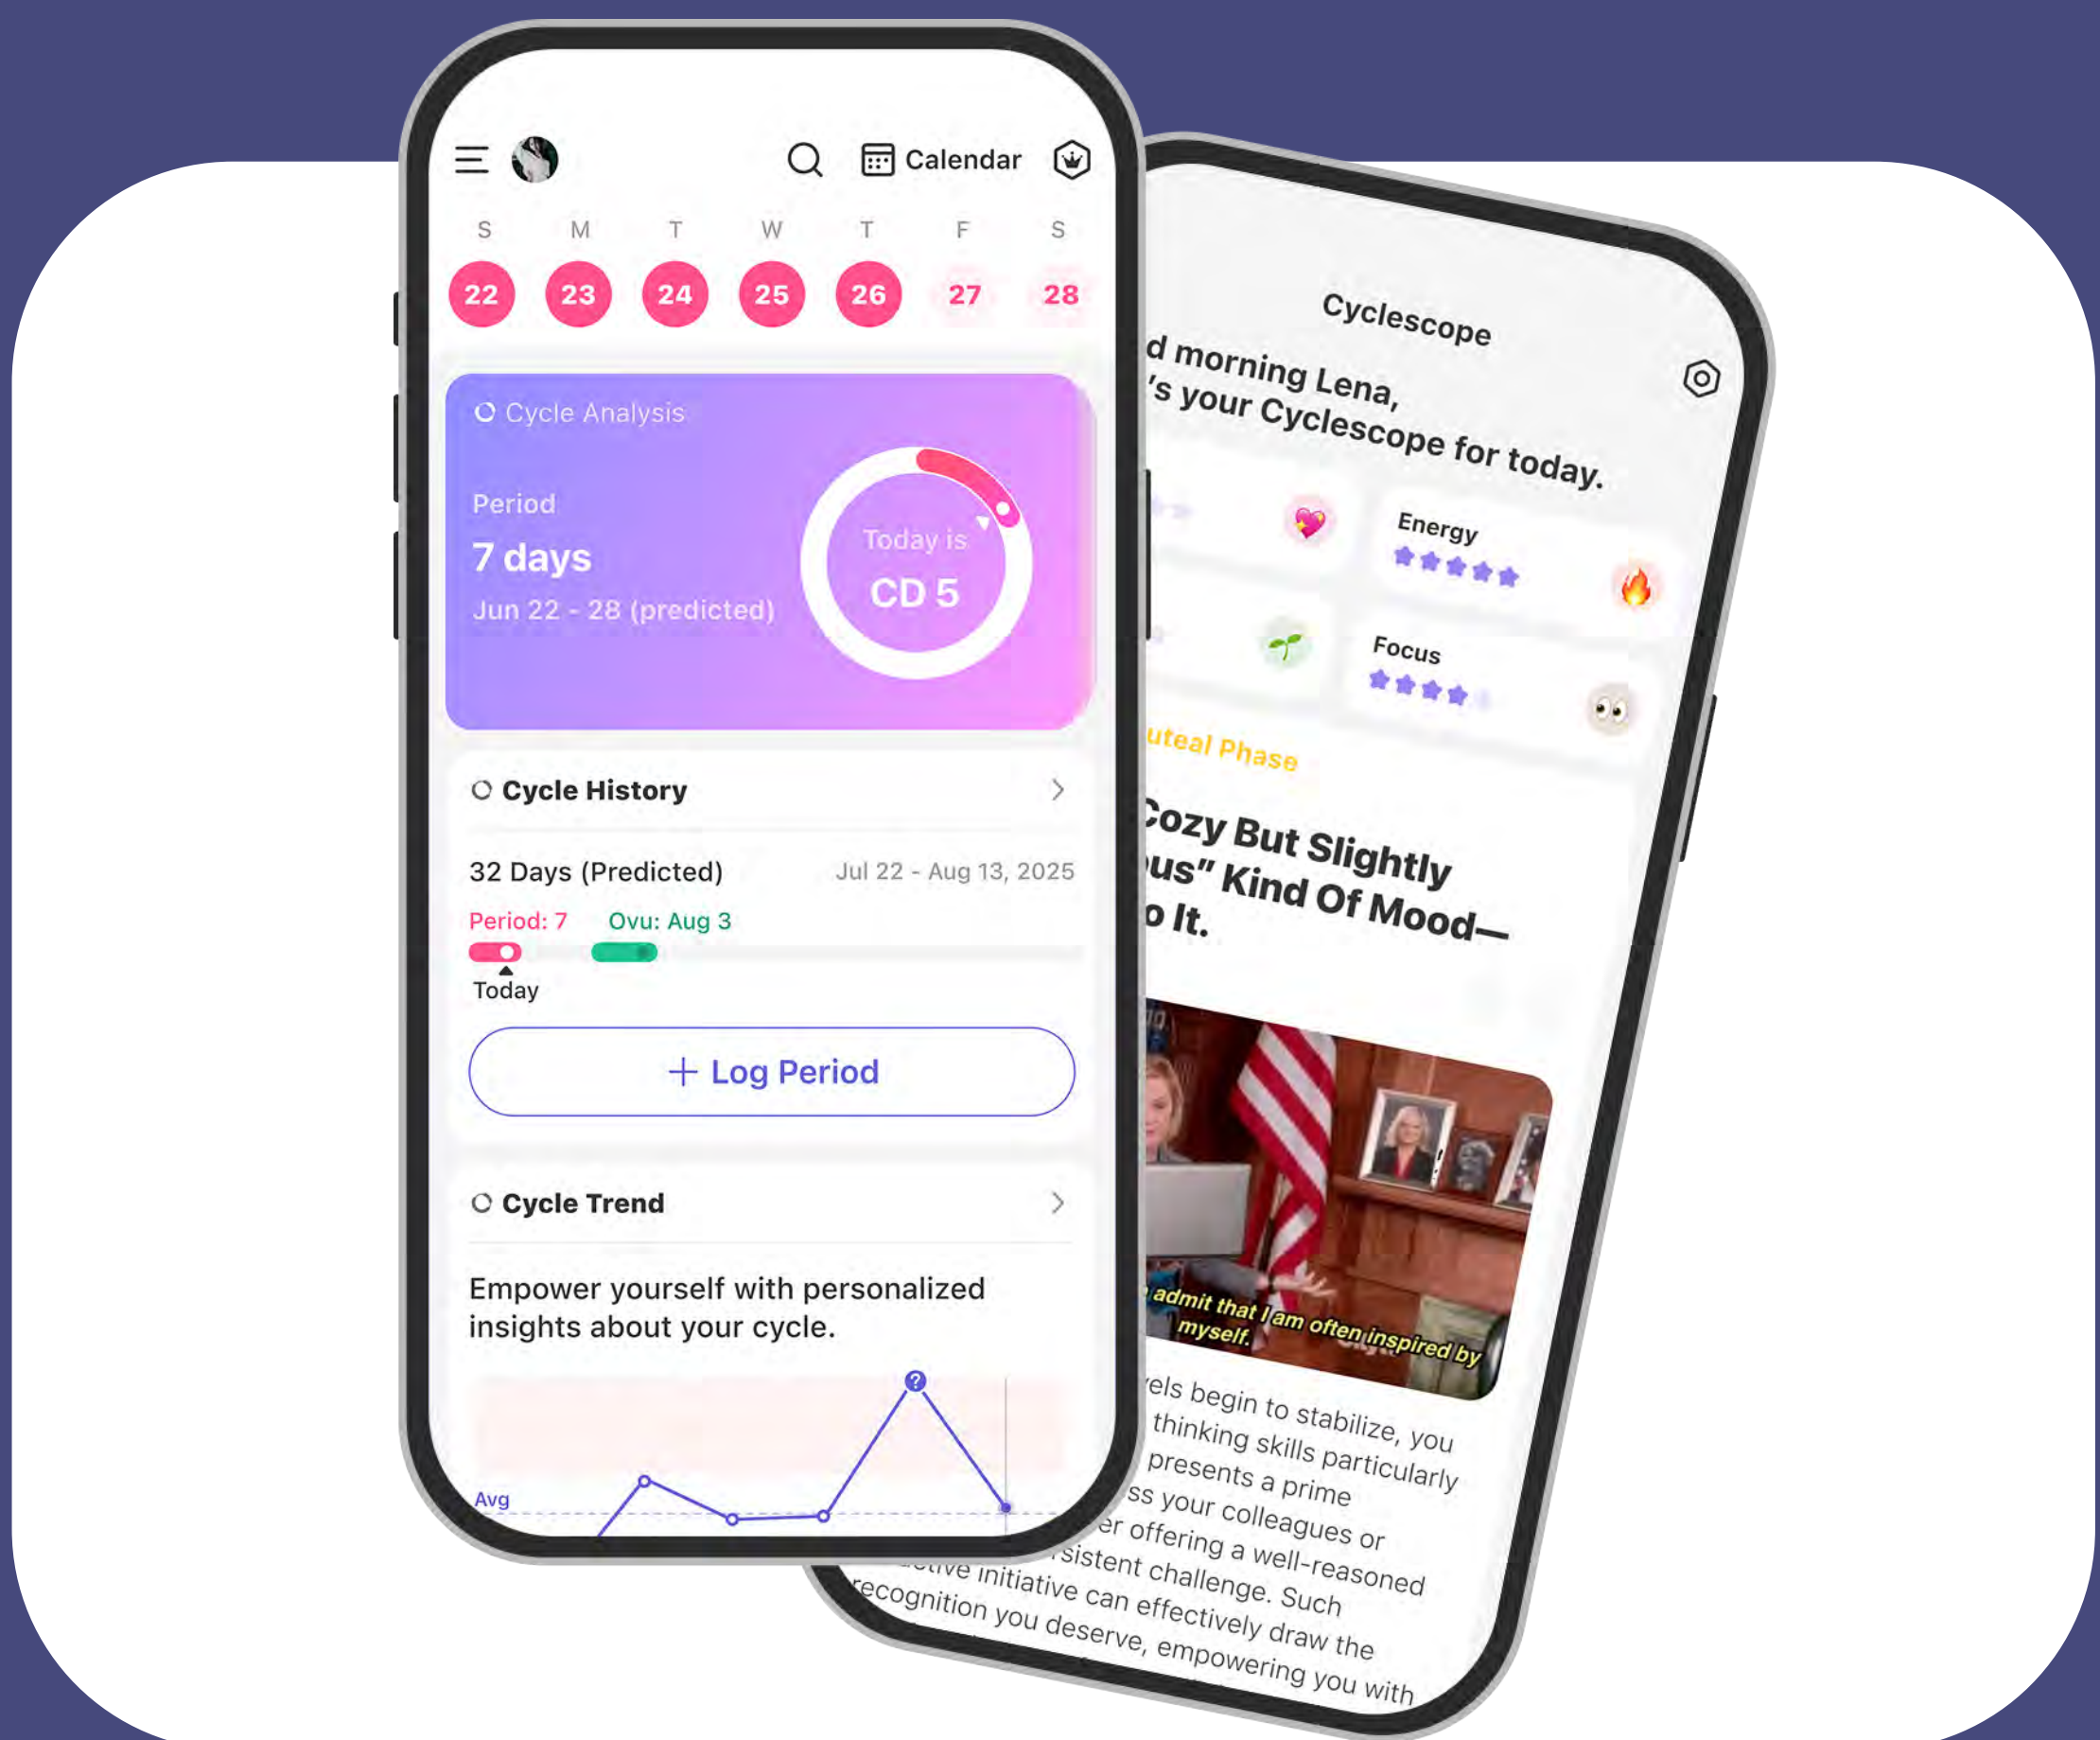 Calendar
S M T W T F S
22 23 24 25 26 27 28
Cycle Analysis
Period
7 days
Jun 22 - 28 (predicted)
Today is
CD 5
Cycle History
32 Days (Predicted)
Jul 22 - Aug 13, 2025
Period: 7
Ovu: Aug 3
Today
+ Log Period
Cycle Trend
Empower yourself with personalized
insights about your cycle.
?
Avg
Cyclescope
d morning Lena,
's your Cyclescope for today.
Energy
Focus
uteal Phase
Cozy But Slightly
ous" Kind Of Mood—
o It.
admit that I am often inspired by
myself.
els begin to stabilize, you
thinking skills particularly
presents a prime
ss your colleagues or
er offering a well-reasoned
sistent challenge. Such
ctive initiative can effectively draw the
recognition you deserve, empowering you with